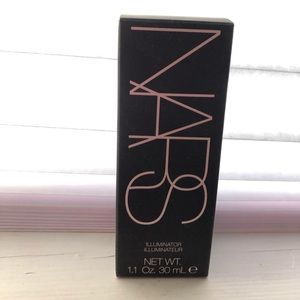 NARS
ILLUMINATOR
ILLUMINATEUR
NET WT.
1.1 Oz. 30 mL ℮